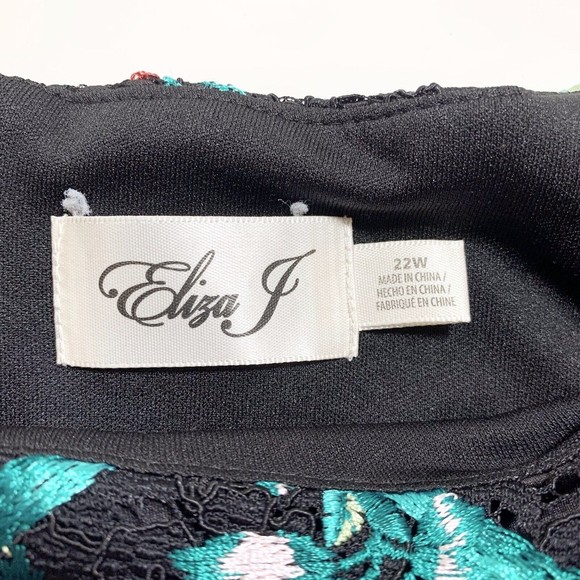 Eliza J
22W
MADE IN CHINA /
HECHO EN CHINA /
FABRIQUÉ EN CHINE